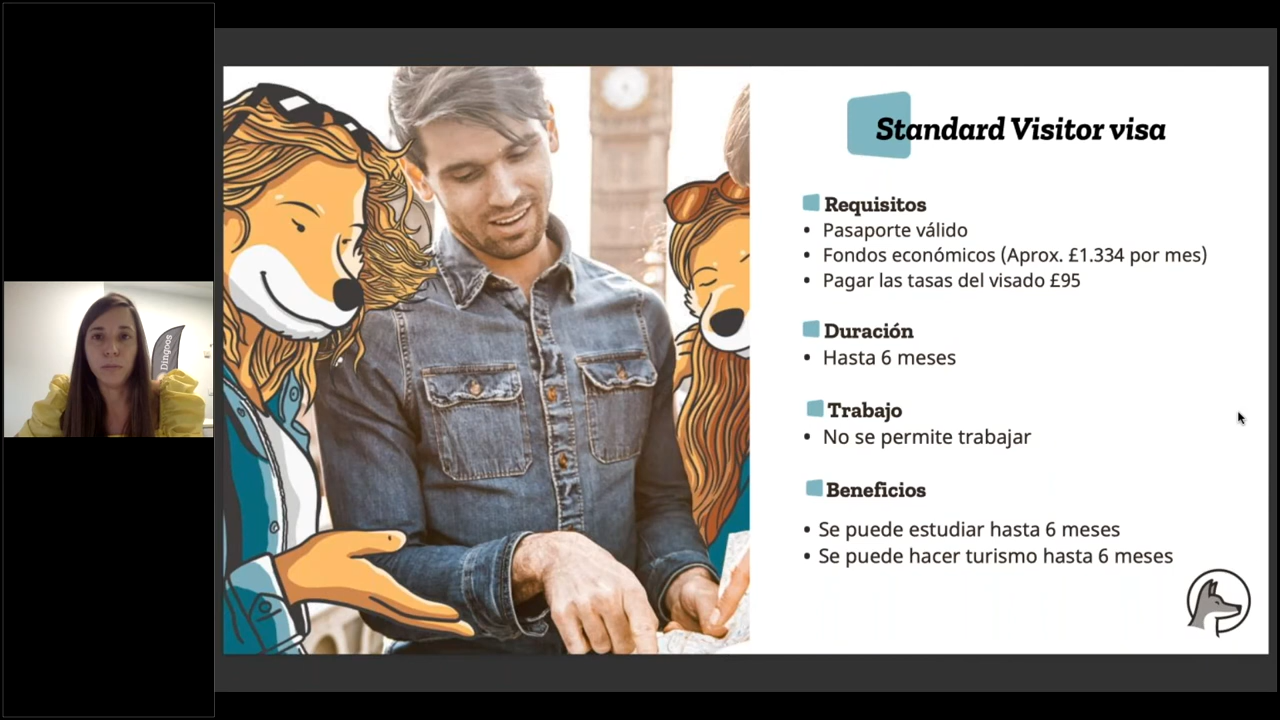 Standard Visitor visa
Requisitos
• Pasaporte válido
• Fondos económicos (Aprox. £1.334 por mes)
• Pagar las tasas del visado £95
Duración
• Hasta 6 meses
Trabajo
• No se permite trabajar
Beneficios
• Se puede estudiar hasta 6 meses
• Se puede hacer turismo hasta 6 meses
Dingoos